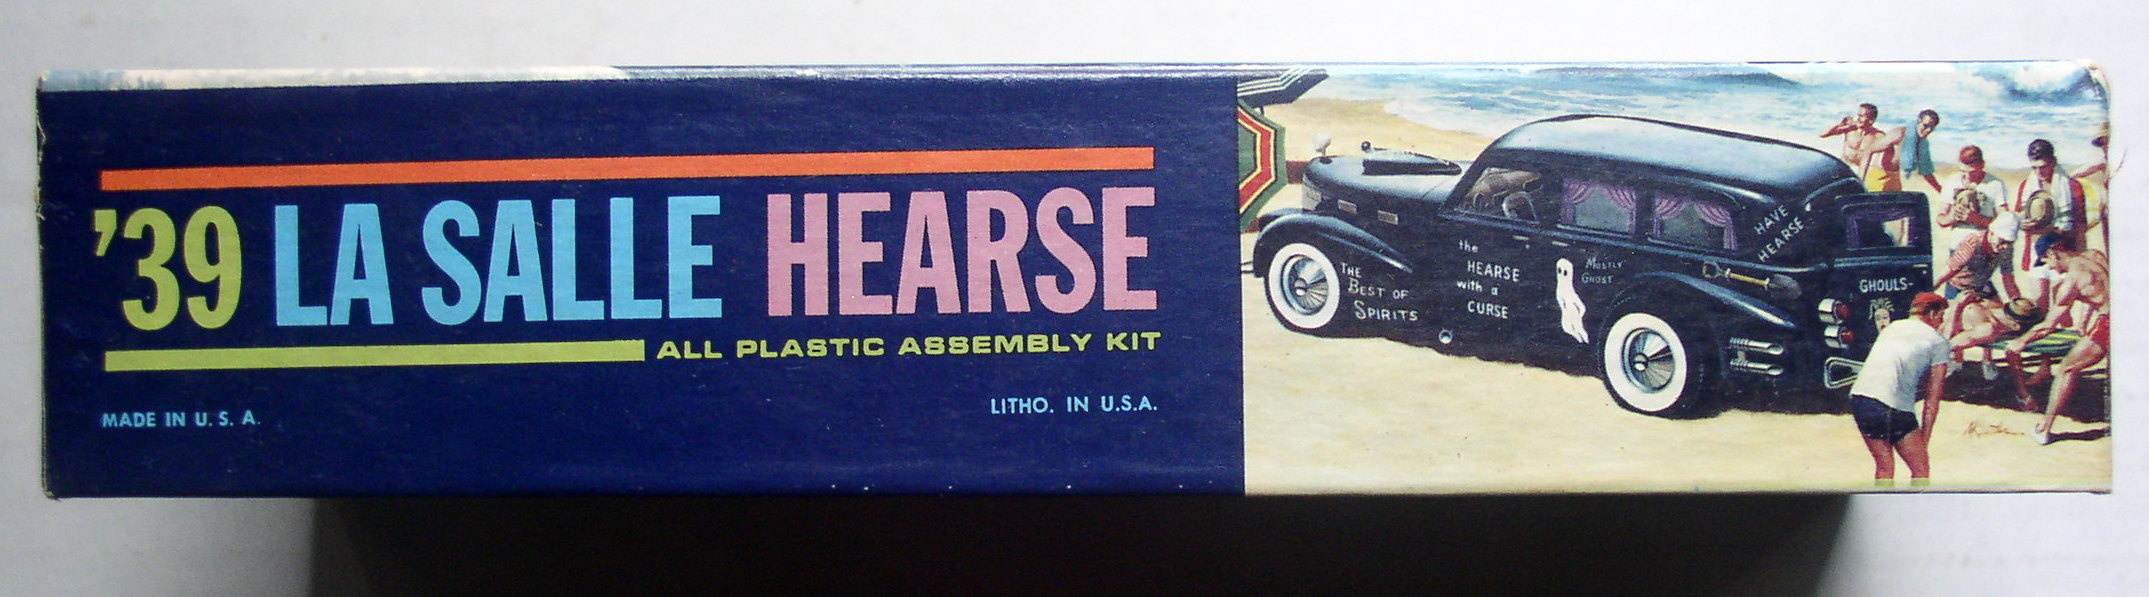 '39 LA SALLE HEARSE
ALL PLASTIC ASSEMBLY KIT
MADE IN U. S. A.
LITHO. IN U.S.A.
THE
BEST OF
SPIRITS
the
HEARSE
with a
CURSE
MOSTLY
GHOST
HAVE
HEARSE-
GHOULS-